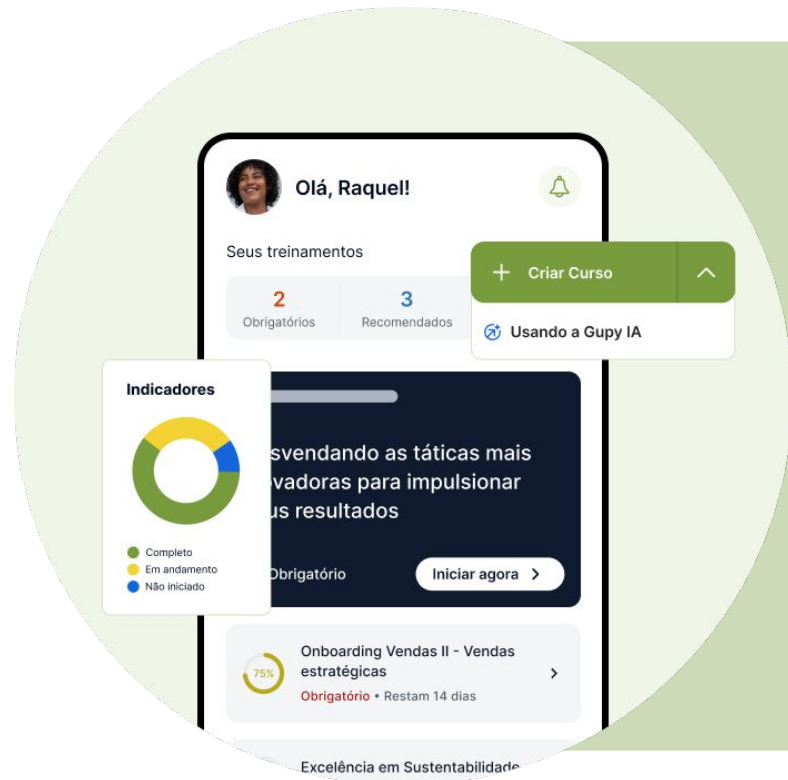 Olá, Raquel!
Seus treinamentos
2
Obrigatórios
3
Recomendados
Criar Curso
Usando a Gupy IA
Indicadores
Completo
Em andamento
Não iniciado
svendando as táticas mais
vadoras para impulsionar
us resultados
Obrigatório
Iniciar agora
75%
Onboarding Vendas II - Vendas
estratégicas
Obrigatório • Restam 14 dias
Excelência em Sustentabilidade